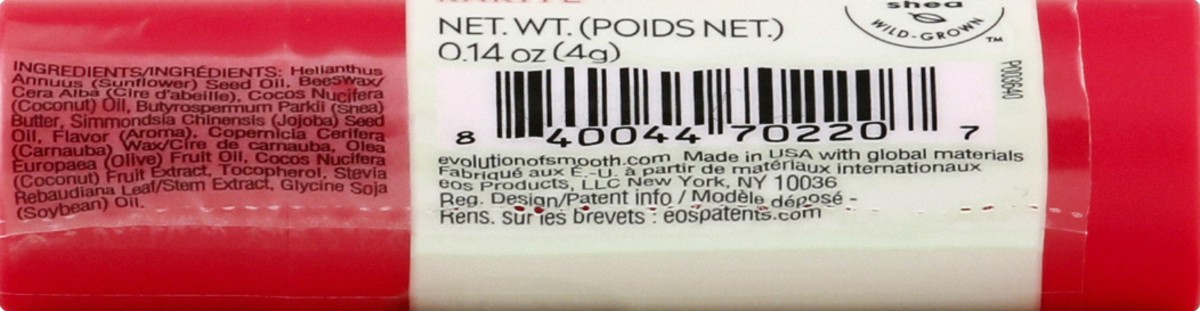 INGREDIENTS/INGRÉDIENTS: Helianthus
Annuus (Sunflower) Seed Oil, Beeswax/
Cera Alba (Cire d'abeille), Cocos Nucifera
(Coconut) Oil, Butyrospermum Parkii (Shea)
Butter, Simmondsia Chinensis (Jojoba) Seed
Oil, Flavor (Aroma), Copernicia Cerifera
(Carnauba) Wax/Cire de carnauba, Olea
Europaea (Olive) Fruit Oil, Cocos Nucifera
(Coconut) Fruit Extract, Tocopherol, Stevia
Rebaudiana Leaf/Stem Extract, Glycine Soja
(Soybean) Oil.
NET. WT. (POIDS NET.)
0.14 oz (4g)
shea
WILD-GROWN
™
P003640
8 40044 70220 7
evolutionofsmooth.com Made in USA with global materials
Fabriqué aux É.-U. à partir de matériaux internationaux
eos Products, LLC New York, NY 10036
Reg. Design/Patent info / Modèle déposé -
Rens. sur les brevets : eospatents.com